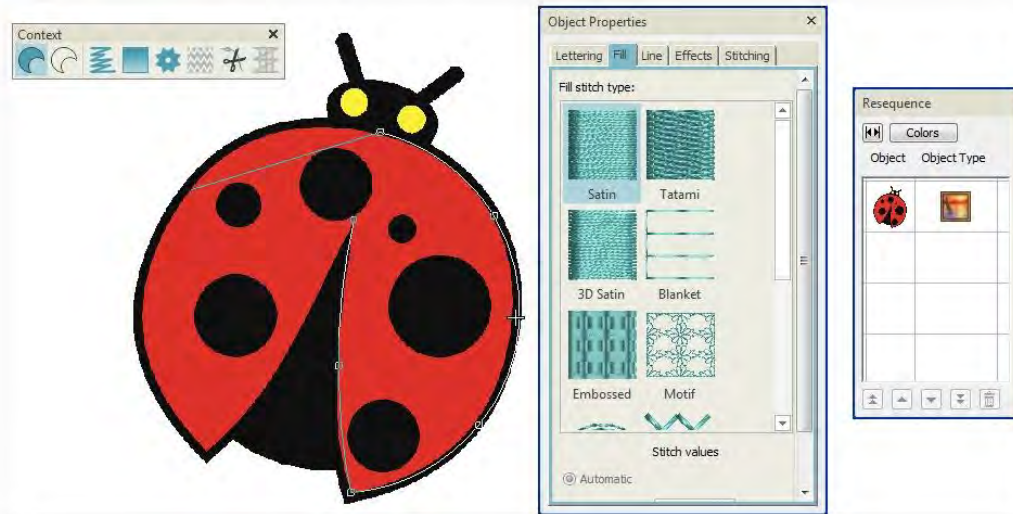 Context
Object Properties
Lettering Fill Line Effects Stitching
Fill stitch type:
Satin Tatami
3D Satin Blanket
Embossed Motif
Stitch values
Automatic
Resequence
Colors
Object Object Type